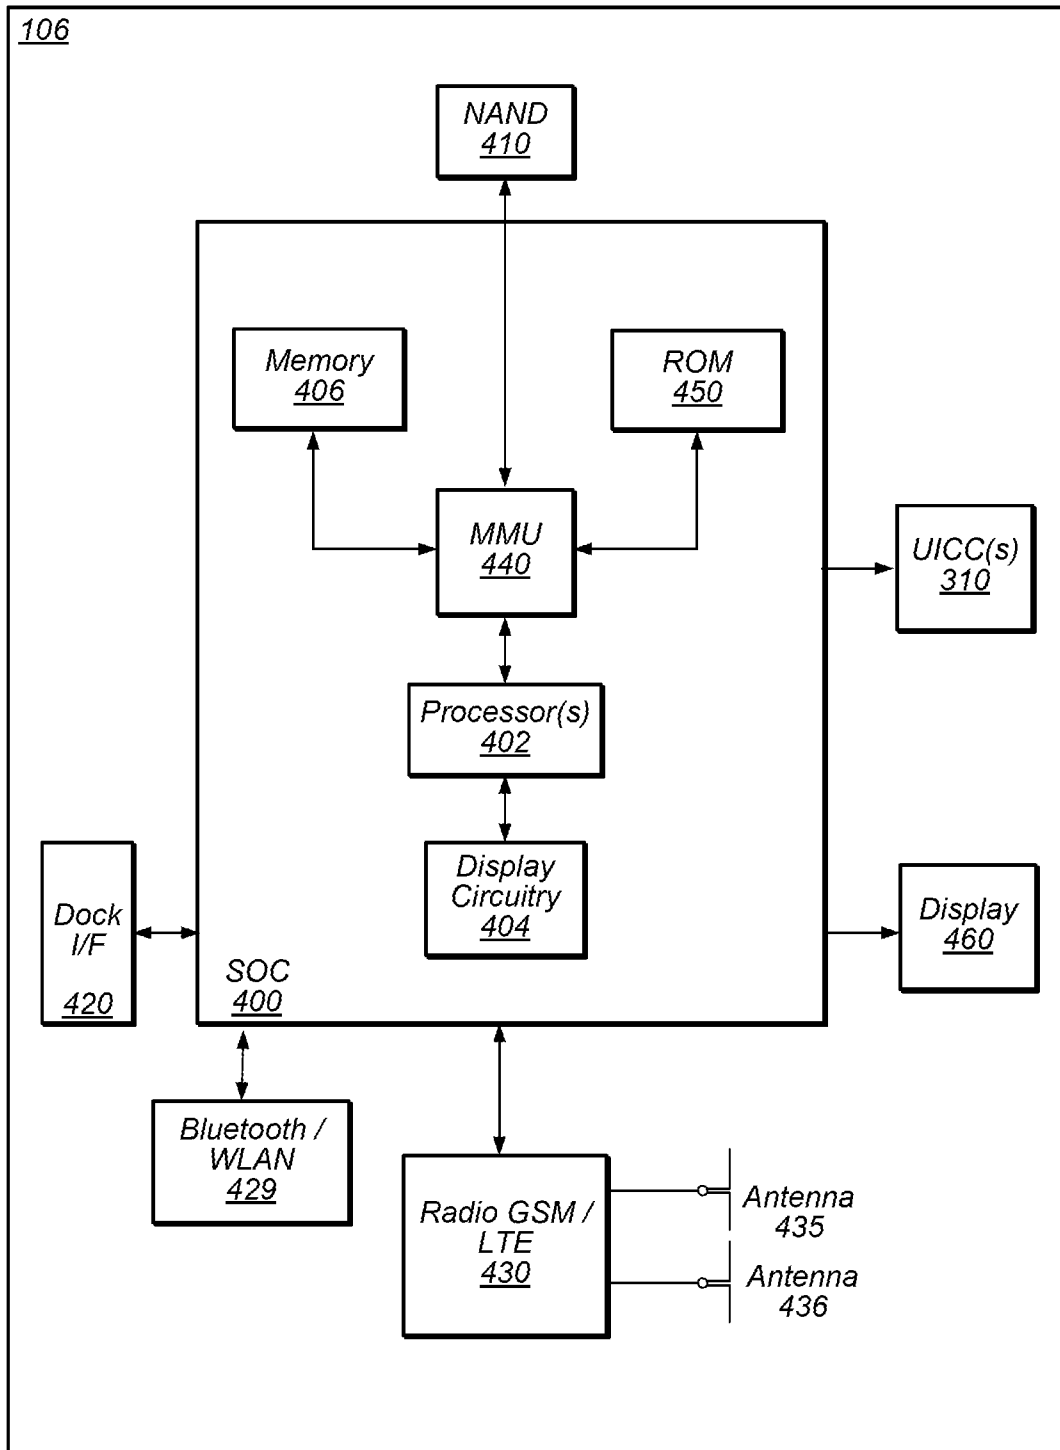 106
NAND
410
Memory
406
ROM
450
MMU
440
UICC(s)
310
Processor(s)
402
Display
Circuitry
404
Dock
I/F
420
Display
460
SOC
400
Bluetooth /
WLAN
429
Radio GSM /
LTE
430
Antenna
435
Antenna
436